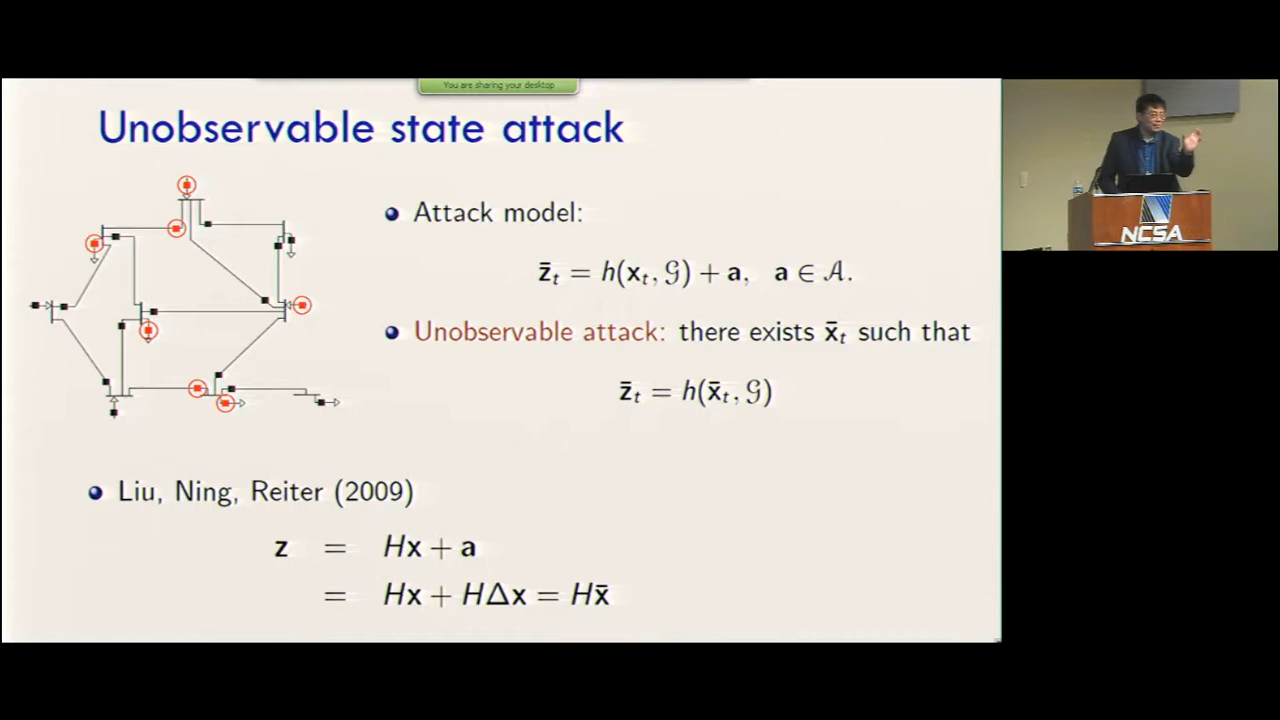 You are sharing your desktop
Unobservable state attack
Attack model:
z̄ₜ = h(xₜ, 𝒢) + a, a ∈ 𝒜.
Unobservable attack: there exists x̄ₜ such that
z̄ₜ = h(x̄ₜ, 𝒢)
Liu, Ning, Reiter (2009)
z = Hx + a
= Hx + HΔx = Hx̄
NCSA